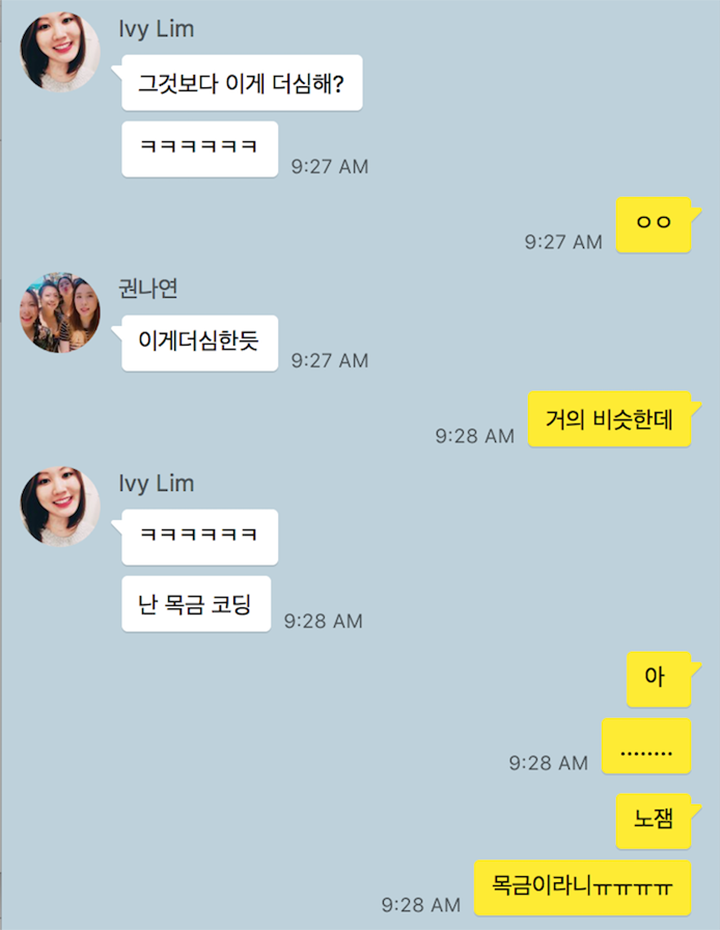 Ivy Lim
그것보다 이게 더심해?
ㅋㅋㅋㅋㅋㅋ
9:27 AM
ㅇㅇ
9:27 AM
권나연
이게더심한듯
9:27 AM
거의 비슷한데
9:28 AM
Ivy Lim
ㅋㅋㅋㅋㅋㅋ
난 목금 코딩
9:28 AM
아
........
9:28 AM
노잼
목금이라니ㅠㅠㅠㅠ
9:28 AM